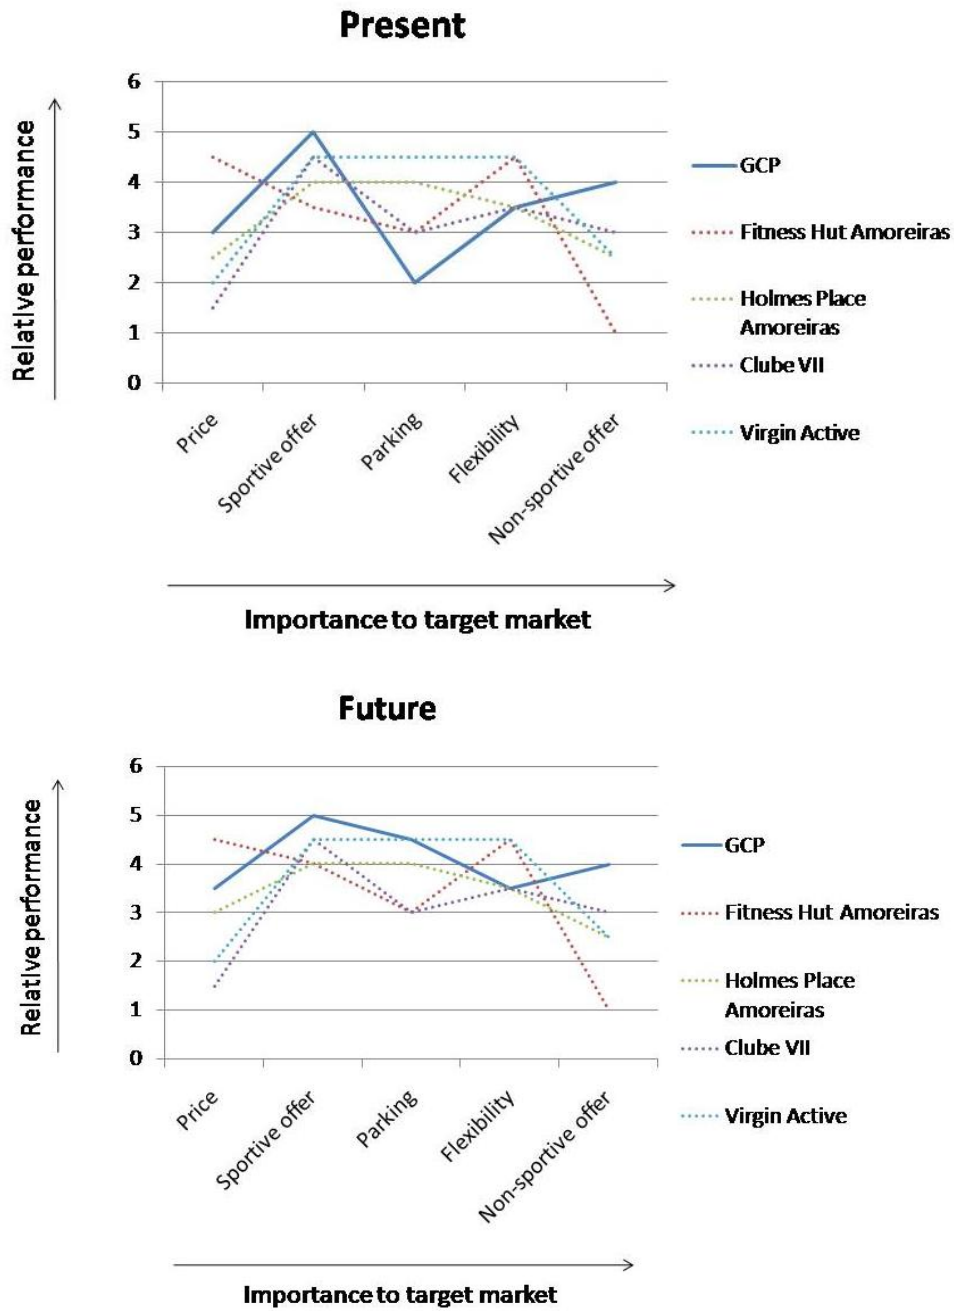 Present
Relative performance
6
5
4
3
2
1
0
Price
Sportive offer
Parking
Flexibility
Non-sportive offer
Importance to target market
GCP
Fitness Hut Amoreiras
Holmes Place
Amoreiras
Clube VII
Virgin Active
Future
Relative performance
6
5
4
3
2
1
0
Price
Sportive offer
Parking
Flexibility
Non-sportive offer
Importance to target market
GCP
Fitness Hut Amoreiras
Holmes Place
Amoreiras
Clube VII
Virgin Active